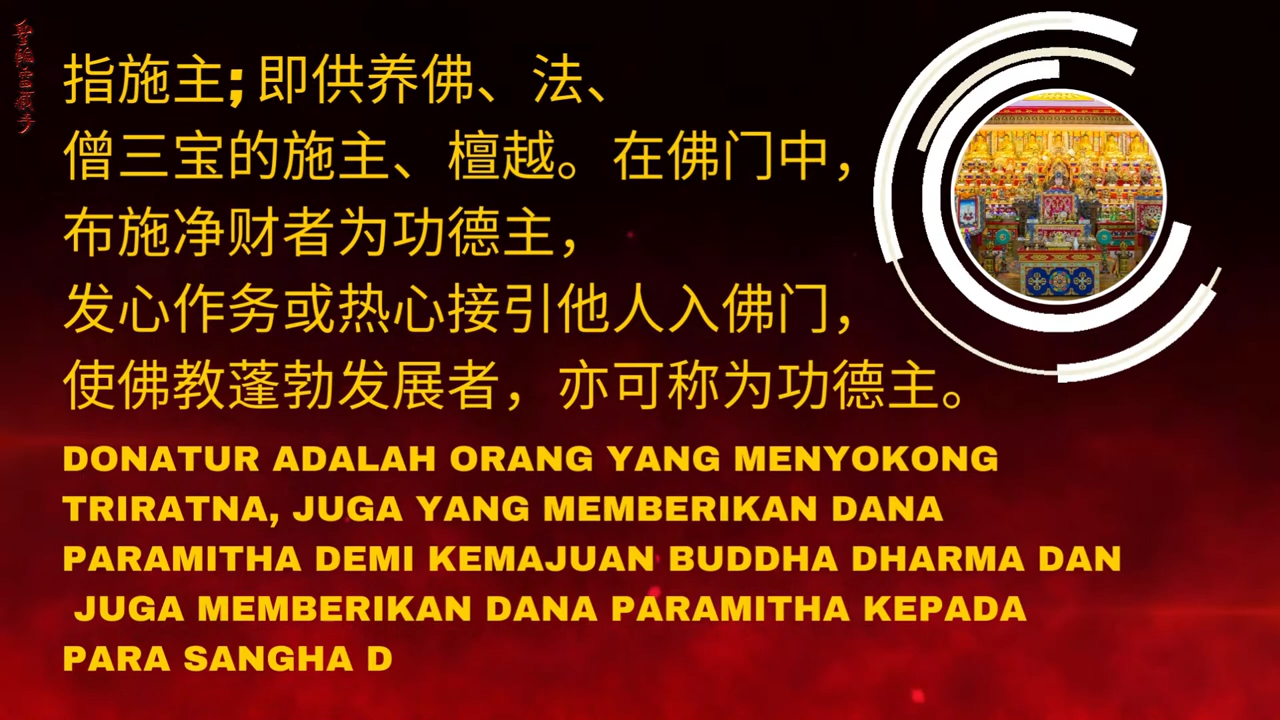 指施主;即供养佛、法、
僧三宝的施主、檀越。在佛门中，
布施净财者为功德主，
发心作务或热心接引他人入佛门，
使佛教蓬勃发展者，亦可称为功德主。
DONATUR ADALAH ORANG YANG MENYOKONG
TRIRATNA, JUGA YANG MEMBERIKAN DANA
PARAMITHA DEMI KEMAJUAN BUDDHA DHARMA DAN
JUGA MEMBERIKAN DANA PARAMITHA KEPADA
PARA SANGHA D